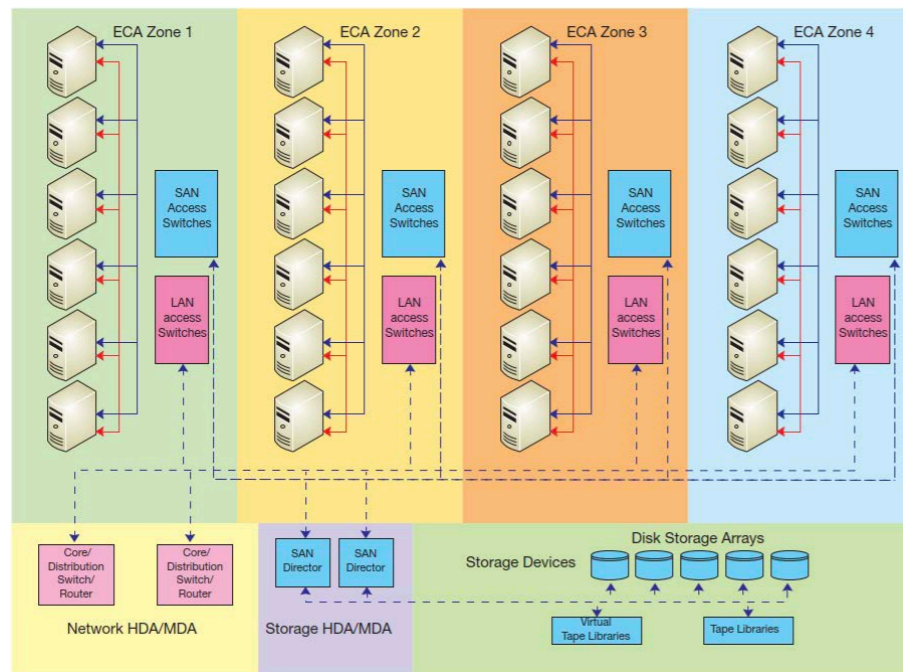 ECA Zone 1
ECA Zone 2
ECA Zone 3
ECA Zone 4
SAN
Access
Switches
SAN
Access
Switches
SAN
Access
Switches
SAN
Access
Switches
LAN
access
Switches
LAN
access
Switches
LAN
access
Switches
LAN
access
Switches
Core/
Distribution
Switch/
Router
Core/
Distribution
Switch/
Router
Network HDA/MDA
SAN
Director
SAN
Director
Storage HDA/MDA
Disk Storage Arrays
Storage Devices
Virtual
Tape Libraries
Tape Libraries